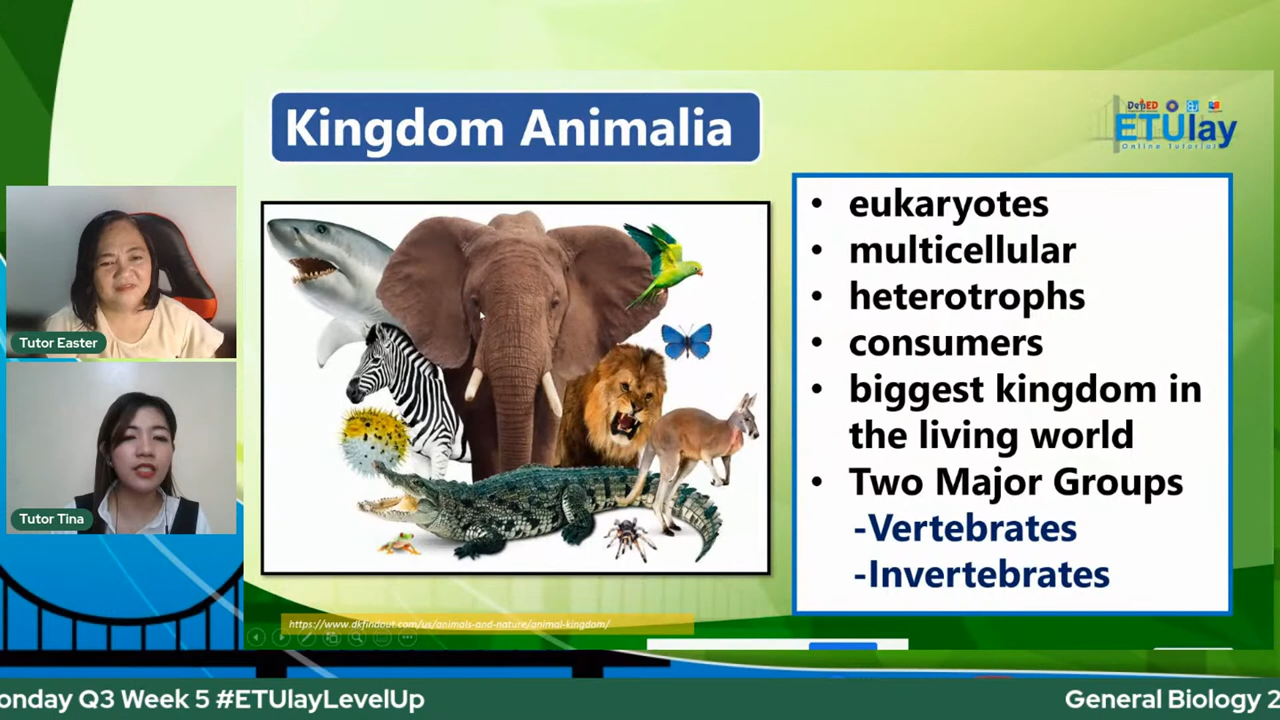 Kingdom Animalia
DepED
ETUlay
Online Tutorial
• eukaryotes
• multicellular
• heterotrophs
• consumers
• biggest kingdom in
the living world
• Two Major Groups
-Vertebrates
-Invertebrates
Tutor Easter
Tutor Tina
https://www.dkfindout.com/us/animals-and-nature/animal-kingdom/
onday Q3 Week 5 #ETUlayLevelUp
General Biology 2